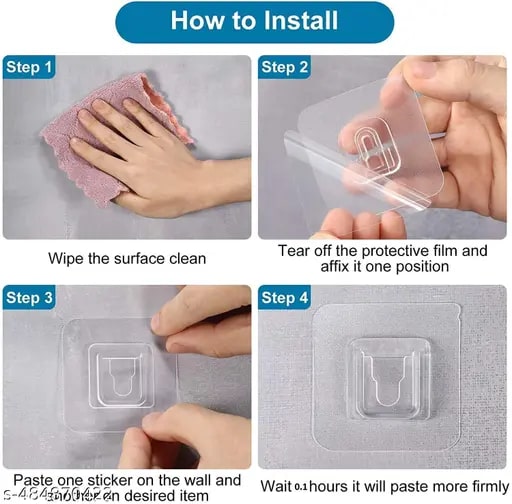 How to Install
Step 1
Step 2
Wipe the surface clean
Tear off the protective film and
affix it one position
Step 3
Step 4
Paste one sticker on the wall and
another on desired item
Wait 0.1 hours it will paste more firmly